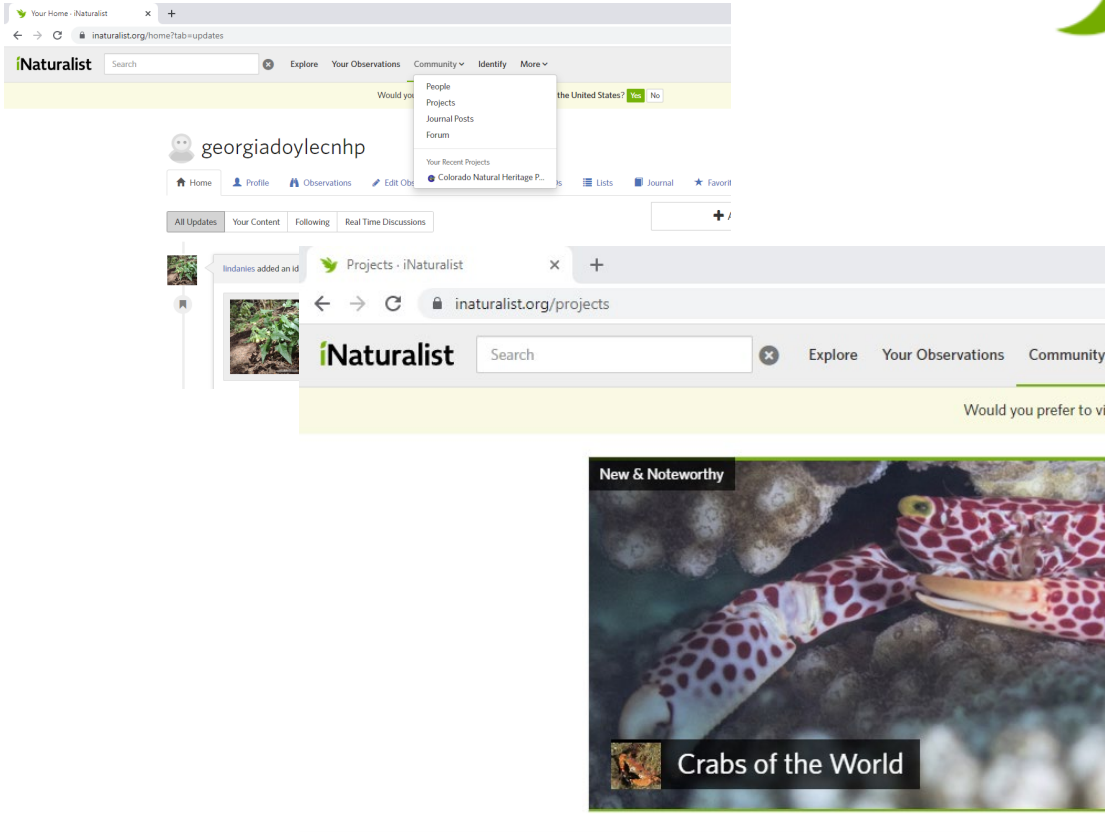 Your Home · iNaturalist
inaturalist.org/home?tab=updates
iNaturalist Search Explore Your Observations Community Identify More
Would you the United States? Yes No
People
Projects
Journal Posts
Forum
Your Recent Projects
Colorado Natural Heritage P...
georgiadoylecnhp
Home Profile Observations Edit Obs Lists Journal Favorit
All Updates Your Content Following Real Time Discussions
lindanies added an id
Projects · iNaturalist
inaturalist.org/projects
iNaturalist Search Explore Your Observations Community
Would you prefer to vi
New & Noteworthy
Crabs of the World